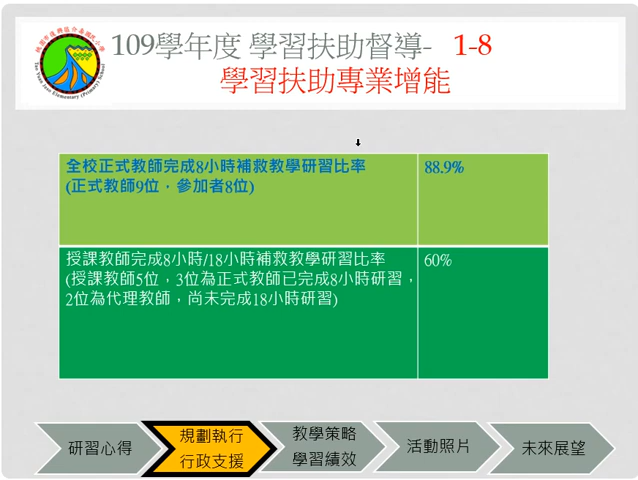 109學年度 學習扶助督導- 1-8
學習扶助專業增能
全校正式教師完成8小時補救教學研習比率
(正式教師9位，參加者8位)
88.9%
授課教師完成8小時/18小時補救教學研習比率
(授課教師5位，3位為正式教師已完成8小時研習，
2位為代理教師，尚未完成18小時研習)
60%
研習心得
規劃執行
行政支援
教學策略
學習績效
活動照片
未來展望